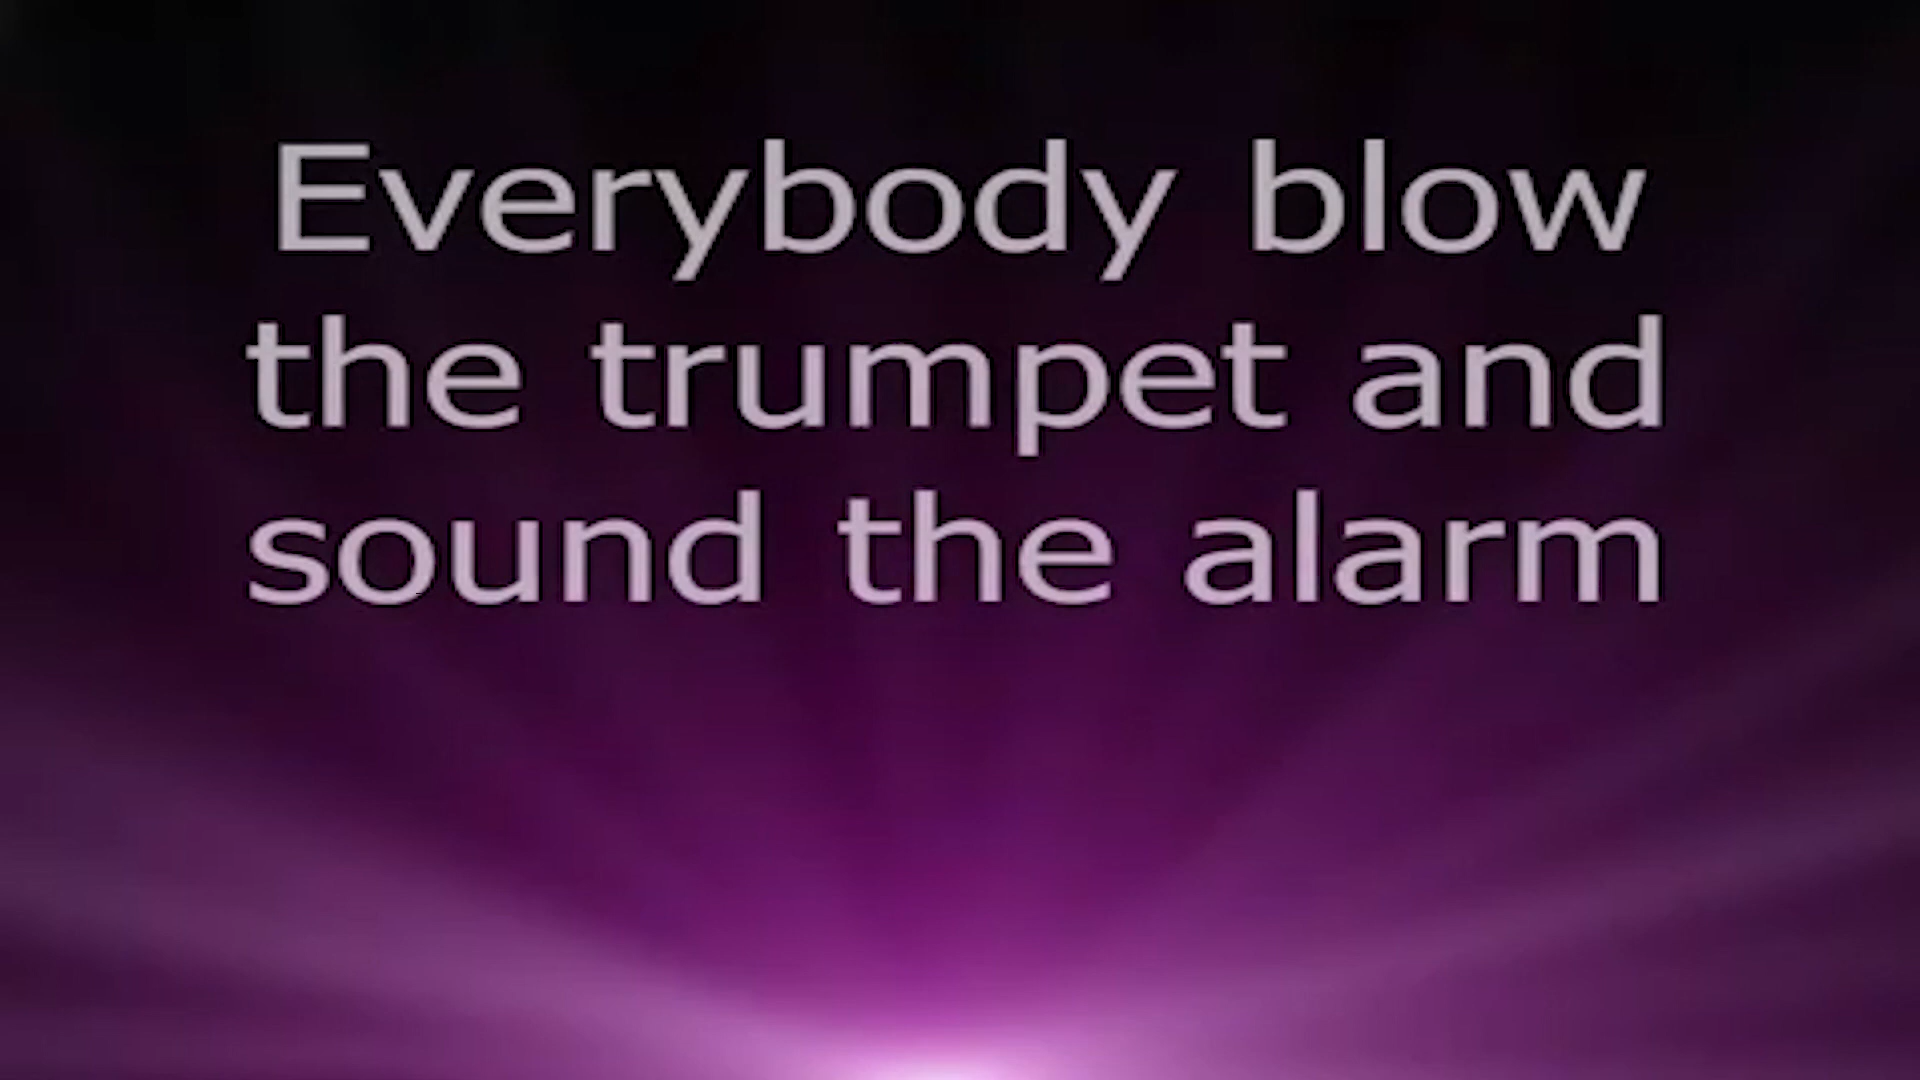 Everybody blow
the trumpet and
sound the alarm